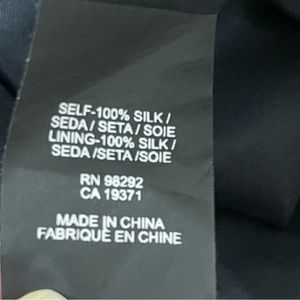 SELF-100% SILK /
SEDA / SETA / SOIE
LINING-100% SILK /
SEDA /SETA /SOIE
RN 98292
CA 19371
MADE IN CHINA
FABRIQUÉ EN CHINE